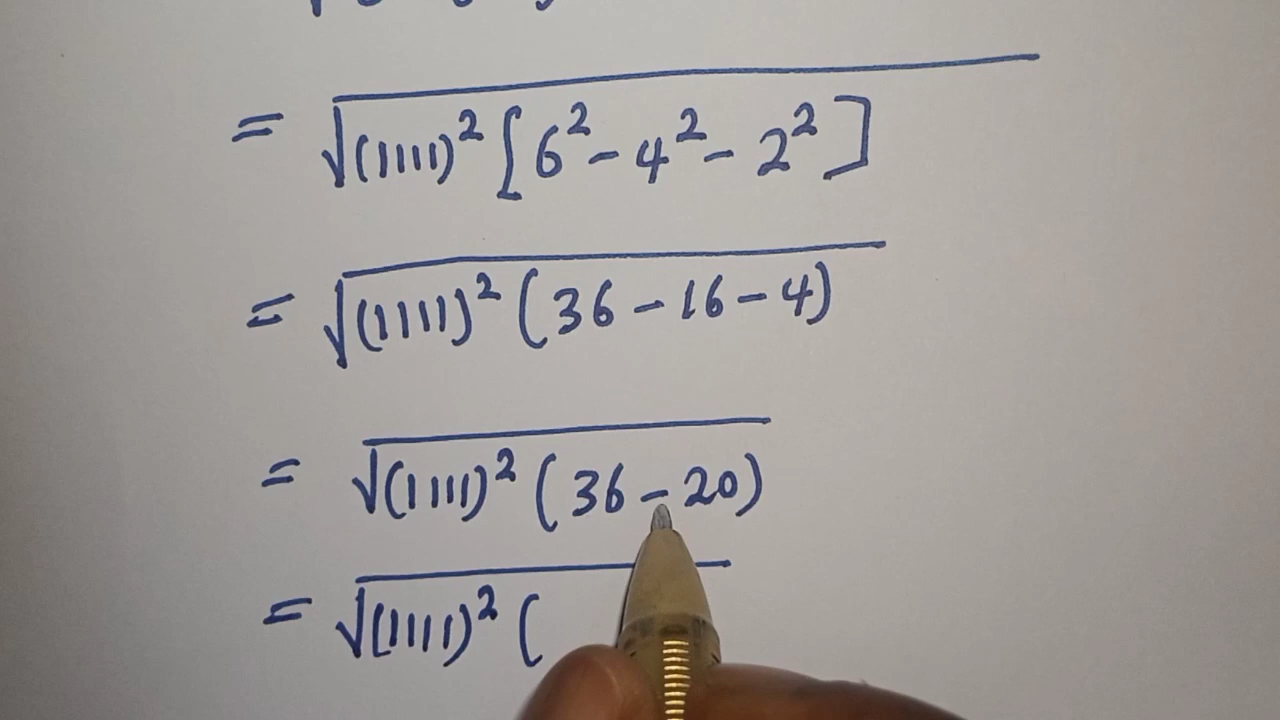 = √(1111)² [6² - 4² - 2²]
= √(1111)² (36 - 16 - 4)
= √(1111)² (36 - 20)
= √(1111)² (